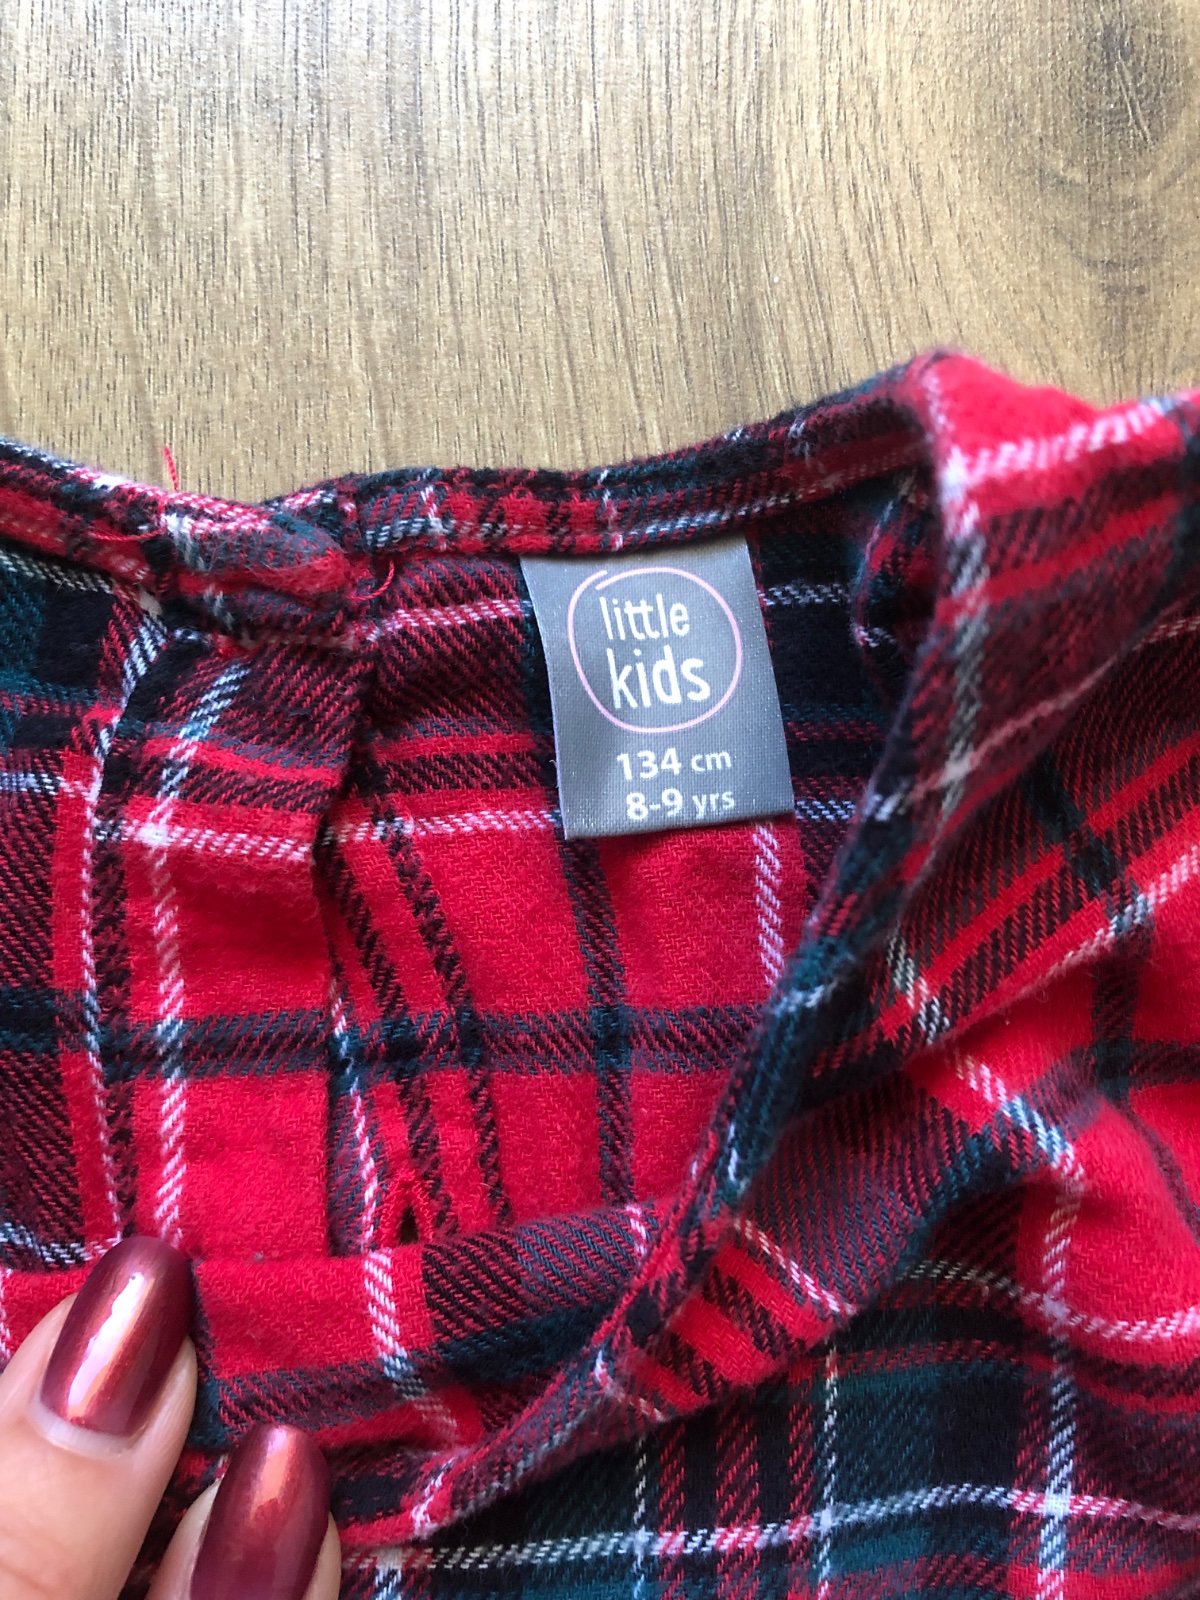 little
kids
134 cm
8-9 yrs